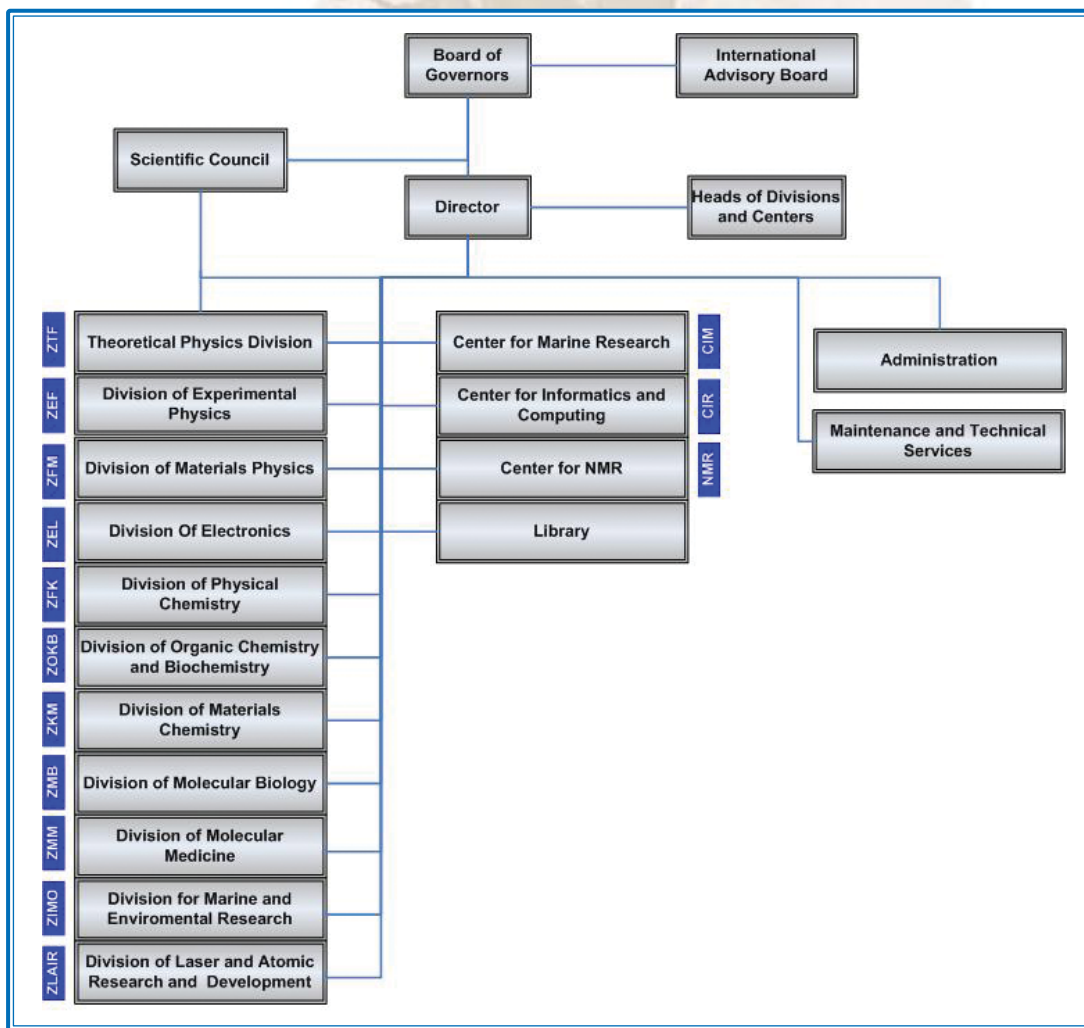 Board of
Governors
International
Advisory Board
Scientific Council
Director
Heads of Divisions
and Centers
ZTF
Theoretical Physics Division
Center for Marine Research
CIM
Administration
ZEF
Division of Experimental
Physics
Center for Informatics and
Computing
CIR
Maintenance and Technical
Services
ZFM
Division of Materials Physics
Center for NMR
NMR
ZEL
Division Of Electronics
Library
ZFK
Division of Physical
Chemistry
ZOKB
Division of Organic Chemistry
and Biochemistry
ZKM
Division of Materials
Chemistry
ZMB
Division of Molecular Biology
ZMM
Division of Molecular
Medicine
ZIMO
Division for Marine and
Enviromental Research
ZLAIR
Division of Laser and Atomic
Research and Development